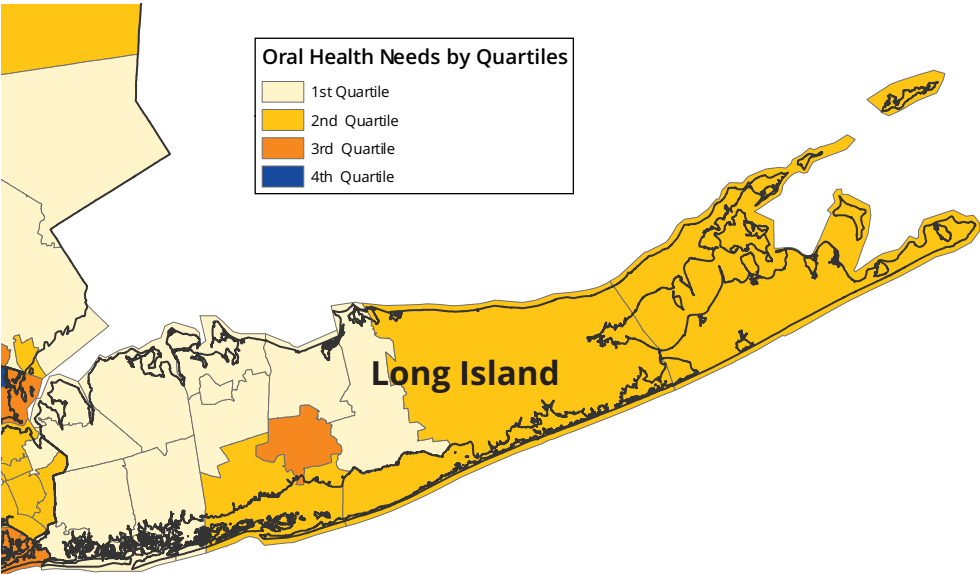 Oral Health Needs by Quartiles
1st Quartile
2nd Quartile
3rd Quartile
4th Quartile
Long Island